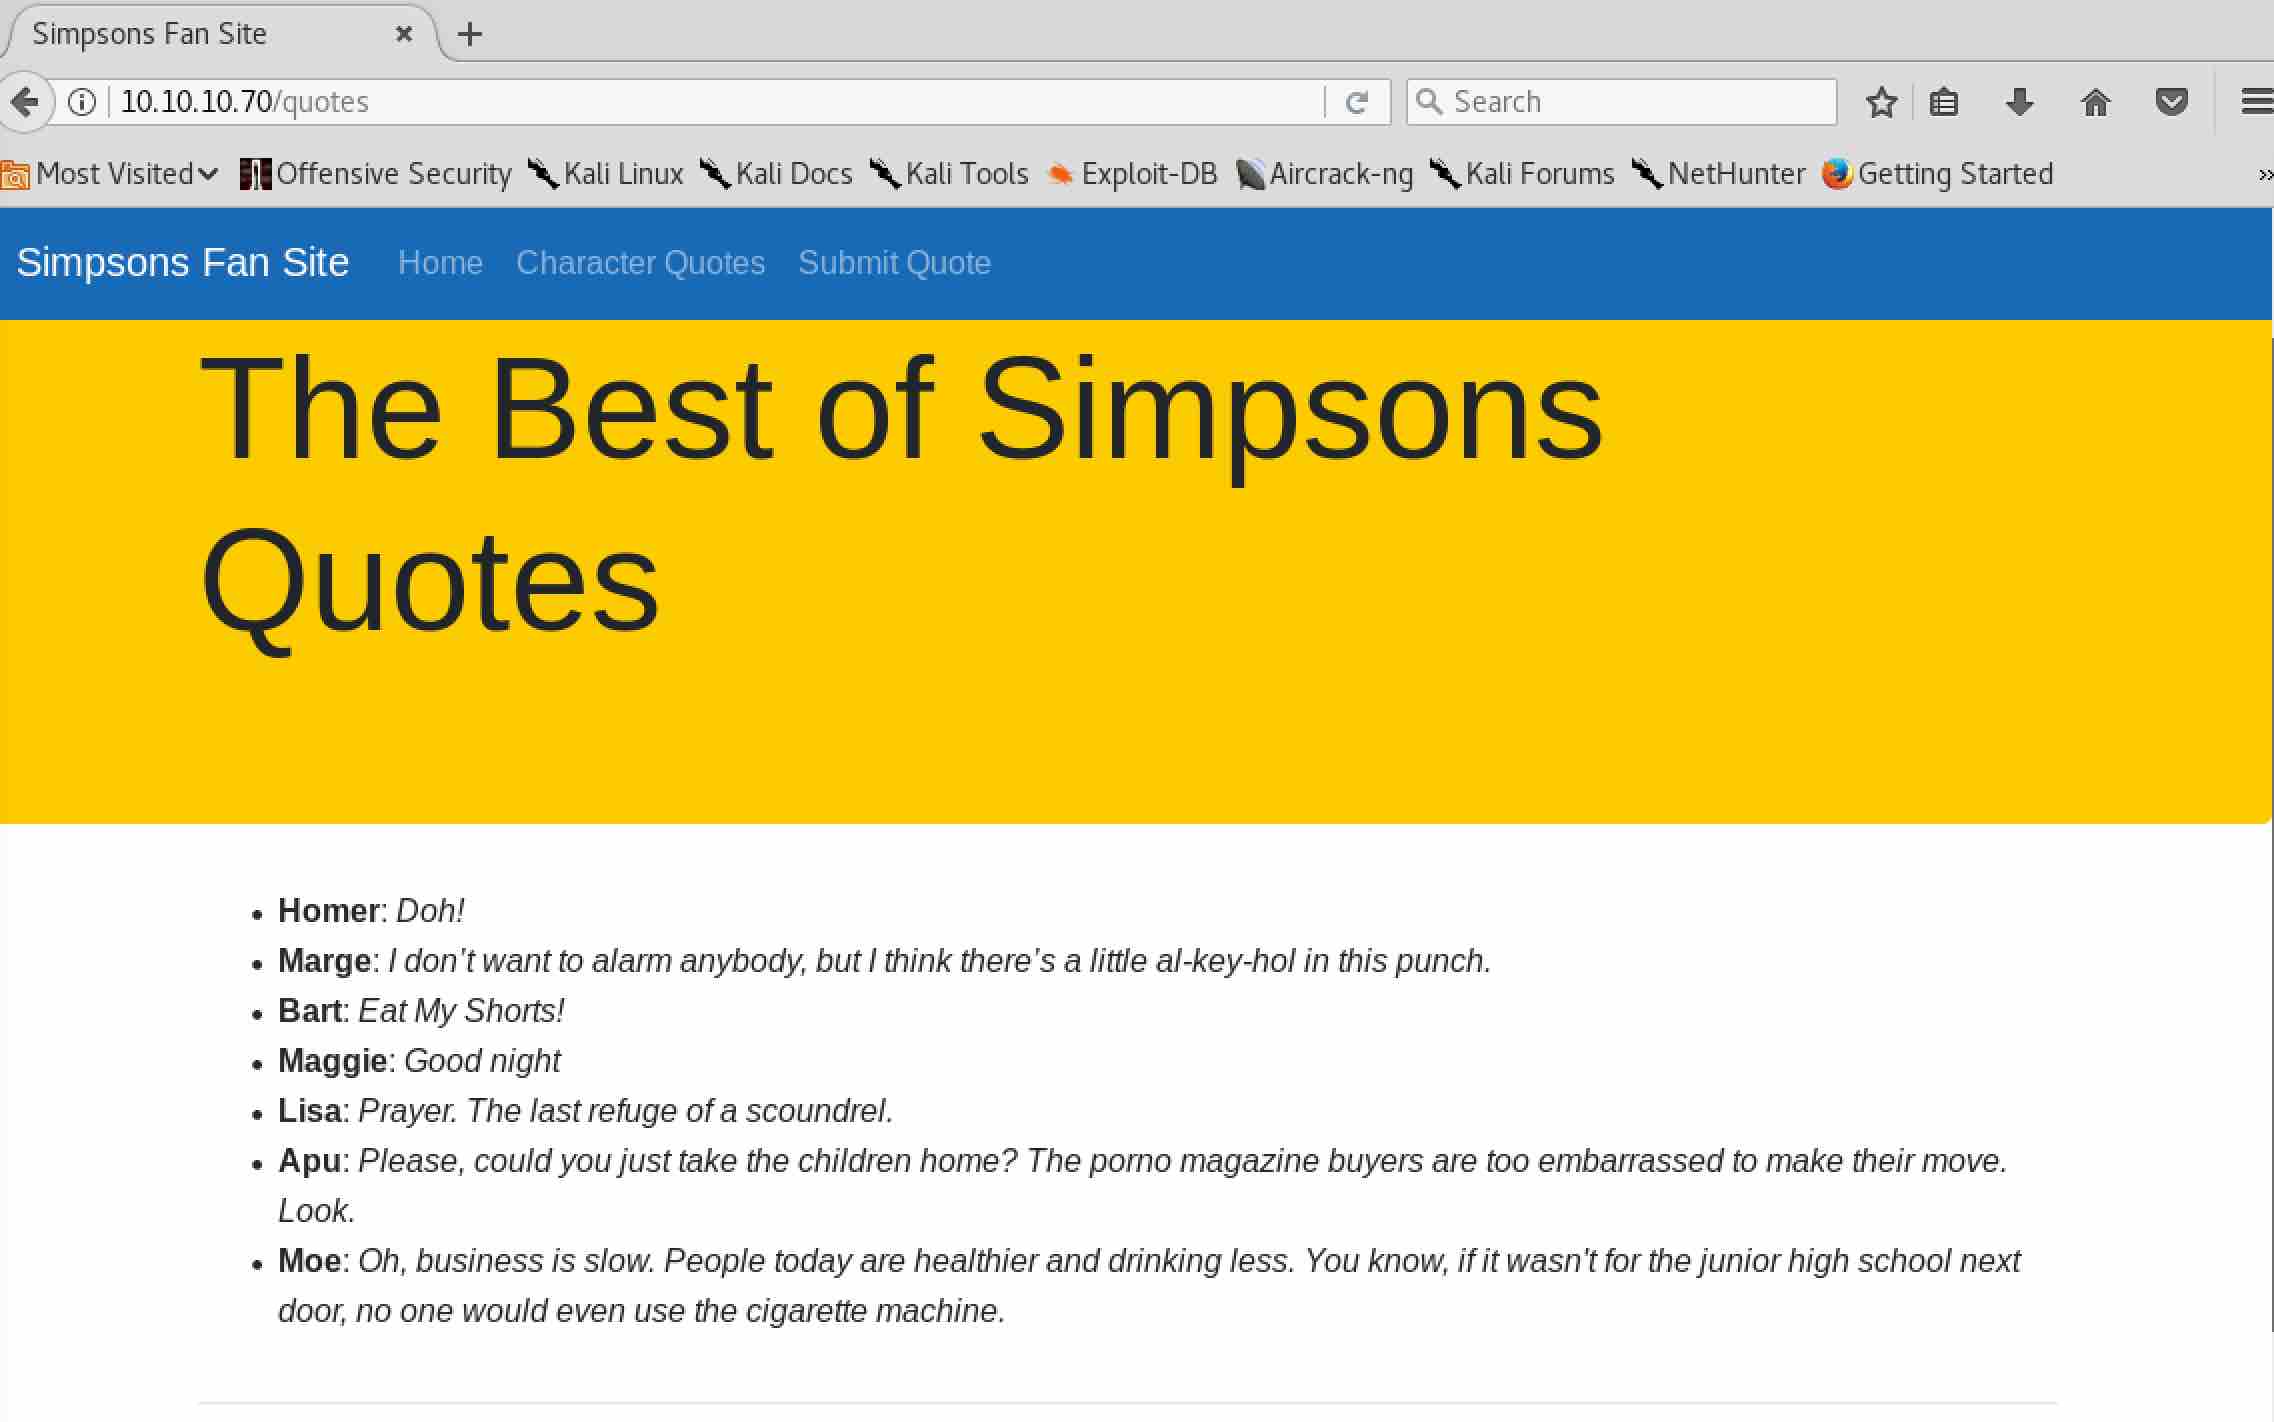 Simpsons Fan Site
10.10.10.70/quotes
Search
Most Visited Offensive Security Kali Linux Kali Docs Kali Tools Exploit-DB Aircrack-ng Kali Forums NetHunter Getting Started
Simpsons Fan Site Home Character Quotes Submit Quote
The Best of Simpsons
Quotes
• Homer: Doh!
• Marge: I don't want to alarm anybody, but I think there's a little al-key-hol in this punch.
• Bart: Eat My Shorts!
• Maggie: Good night
• Lisa: Prayer. The last refuge of a scoundrel.
• Apu: Please, could you just take the children home? The porno magazine buyers are too embarrassed to make their move.
Look.
• Moe: Oh, business is slow. People today are healthier and drinking less. You know, if it wasn't for the junior high school next
door, no one would even use the cigarette machine.